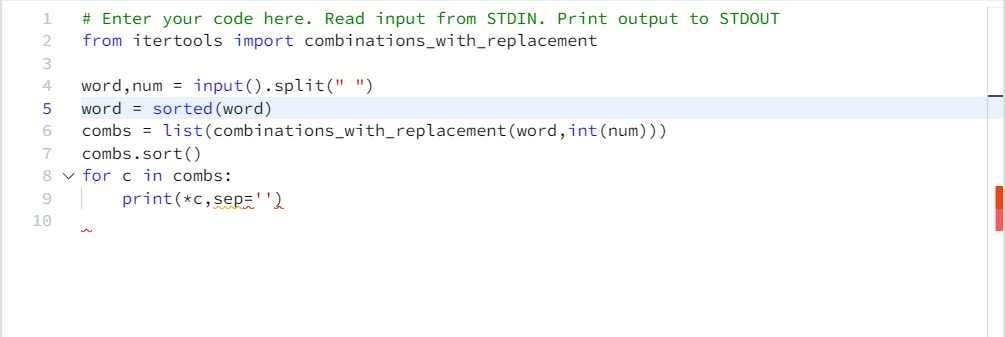 1 # Enter your code here. Read input from STDIN. Print output to STDOUT
2 from itertools import combinations_with_replacement
3
4 word,num = input().split(" ")
5 word = sorted(word)
6 combs = list(combinations_with_replacement(word,int(num)))
7 combs.sort()
8 for c in combs:
9     print(*c,sep='')
10